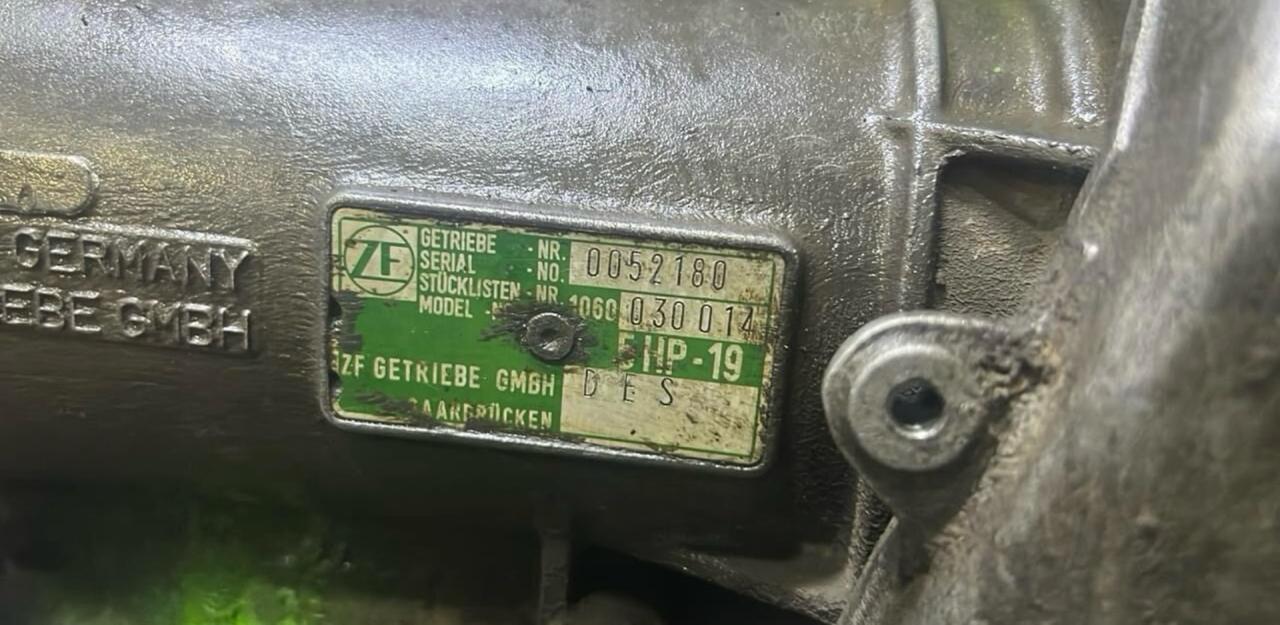 GERMANY
EBE GMBH
ZF
GETRIEBE - NR.
SERIAL - NO.
0052180
STÜCKLISTEN - NR.
MODEL
1060 030 014
5HP-19
ZF GETRIEBE GMBH
DES
SAARBRÜCKEN